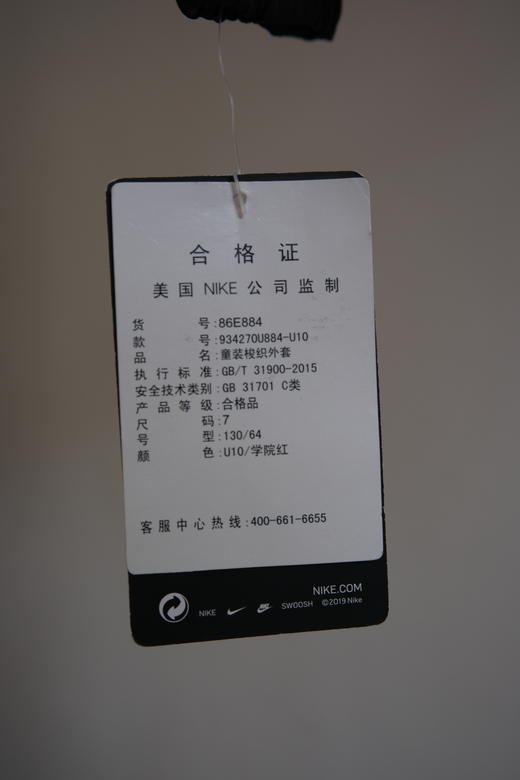 合格证
美国NIKE公司监制
货号:86E884
款号:934270U884-U10
品名:童装梭织外套
执行标准:GB/T 31900-2015
安全技术类别:GB 31701 C类
产品等级:合格品
尺码:7
号型:130/64
颜色:U10/学院红
客服中心热线:400-661-6655
NIKE.COM
NIKE SWOOSH ©2019 Nike